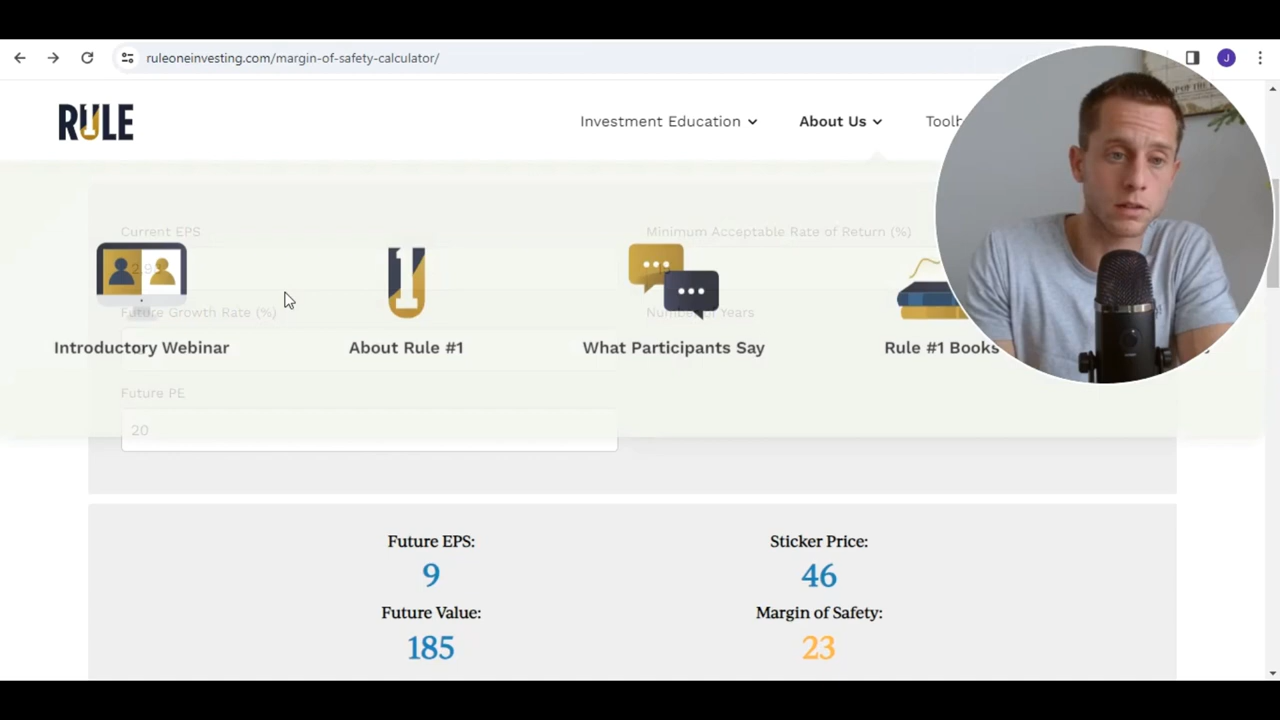 ruleoneinvesting.com/margin-of-safety-calculator/
J
RULE
1
Investment Education
About Us
Current EPS
Minimum Acceptable Rate of Return (%)
Future Growth Rate (%)
Introductory Webinar
About Rule #1
What Participants Say
Rule #1 Books
Future PE
20
Future EPS:
Sticker Price:
9
46
Future Value:
Margin of Safety:
185
23